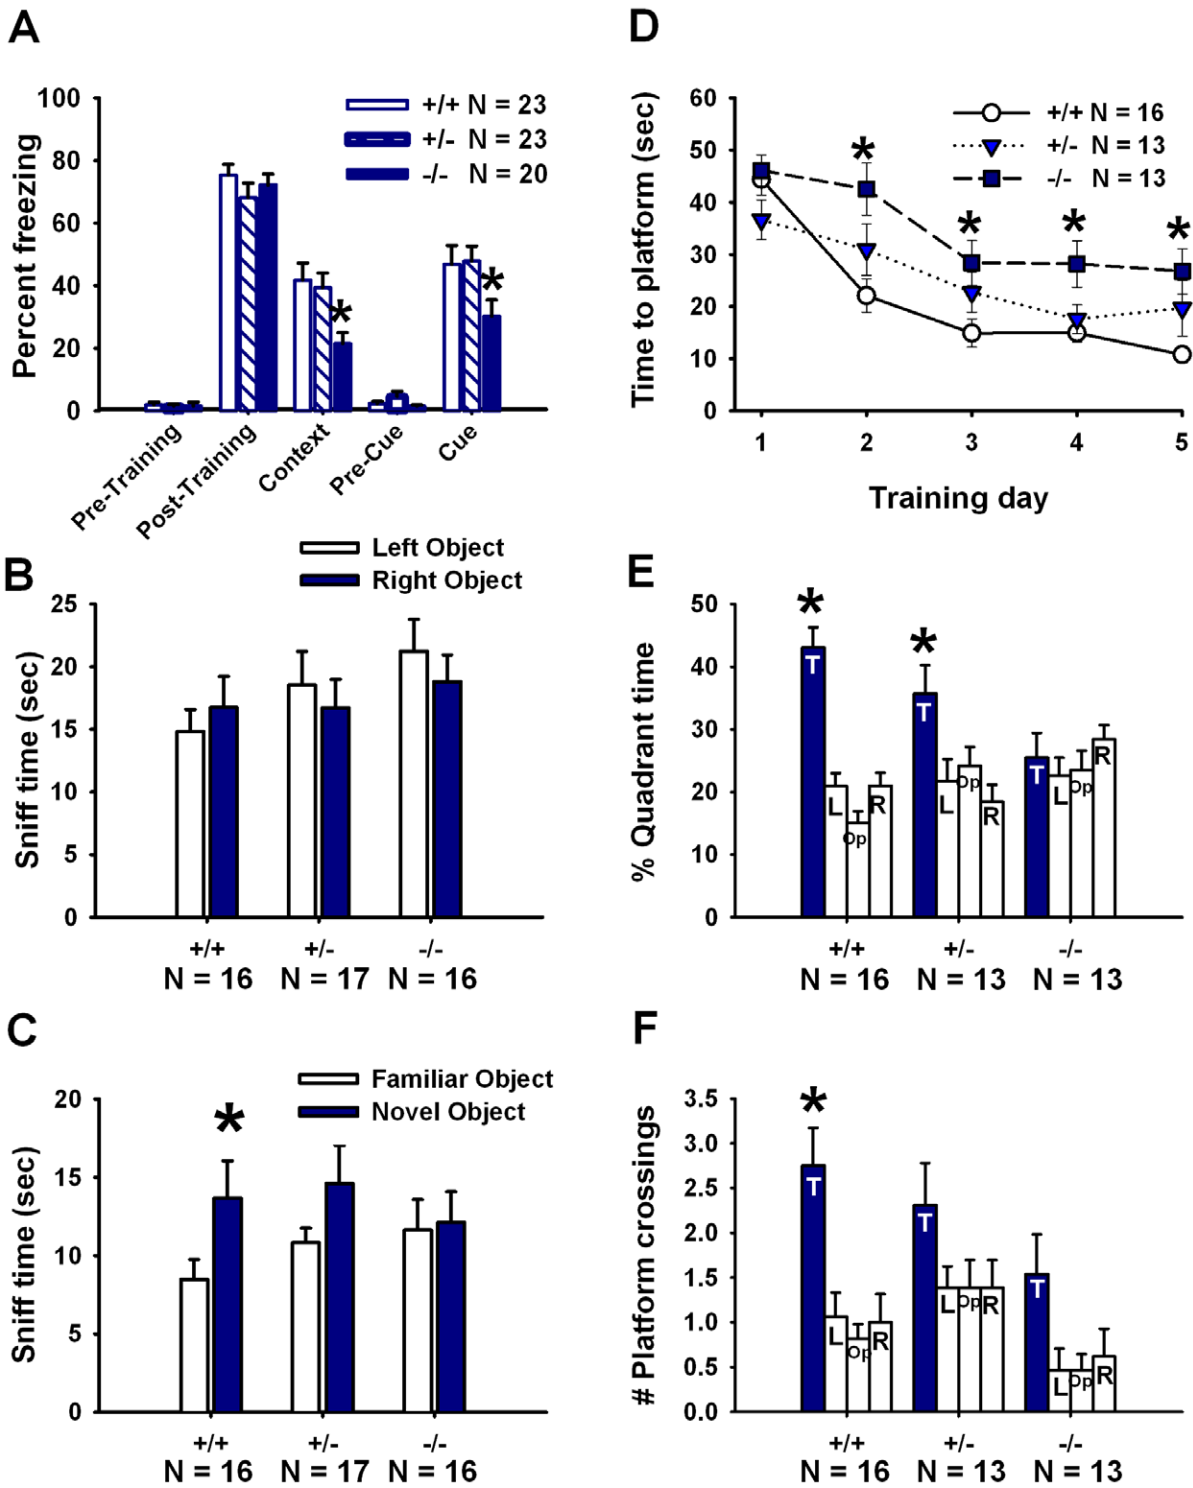 A
100
80
60
40
20
0
Percent freezing
+/+ N = 23
+/- N = 23
-/- N = 20
*
*
Pre-Training
Post-Training
Context
Pre-Cue
Cue
D
60
50
40
30
20
10
0
Time to platform (sec)
+/+ N = 16
+/- N = 13
-/- N = 13
*
*
*
*
1 2 3 4 5
Training day
B
Left Object
Right Object
25
20
15
10
5
0
Sniff time (sec)
+/+ +/- -/-
N = 16 N = 17 N = 16
E
50
40
30
20
10
0
% Quadrant time
*
*
T L Op R
T L Op R
T L Op R
+/+ +/- -/-
N = 16 N = 13 N = 13
C
Familiar Object
Novel Object
20
15
10
5
0
Sniff time (sec)
*
+/+ +/- -/-
N = 16 N = 17 N = 16
F
3.5
3.0
2.5
2.0
1.5
1.0
0.5
0.0
# Platform crossings
*
T L Op R
T L Op R
T L Op R
+/+ +/- -/-
N = 16 N = 13 N = 13